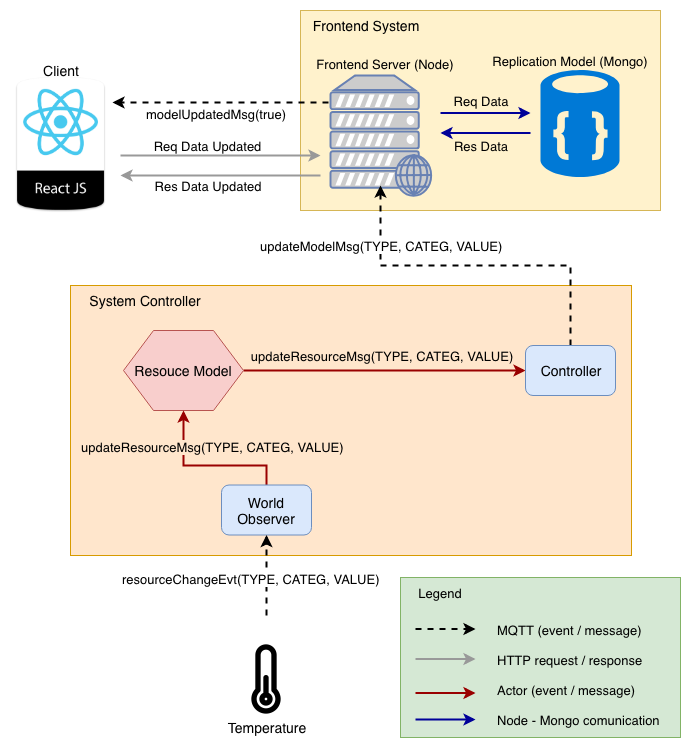 Frontend System
Client
Frontend Server (Node)
Replication Model (Mongo)
React JS
modelUpdatedMsg(true)
Req Data
Res Data
{ }
Req Data Updated
Res Data Updated
updateModelMsg(TYPE, CATEG, VALUE)
System Controller
Resouce Model
updateResourceMsg(TYPE, CATEG, VALUE)
Controller
updateResourceMsg(TYPE, CATEG, VALUE)
World
Observer
resourceChangeEvt(TYPE, CATEG, VALUE)
Temperature
Legend
MQTT (event / message)
HTTP request / response
Actor (event / message)
Node - Mongo comunication